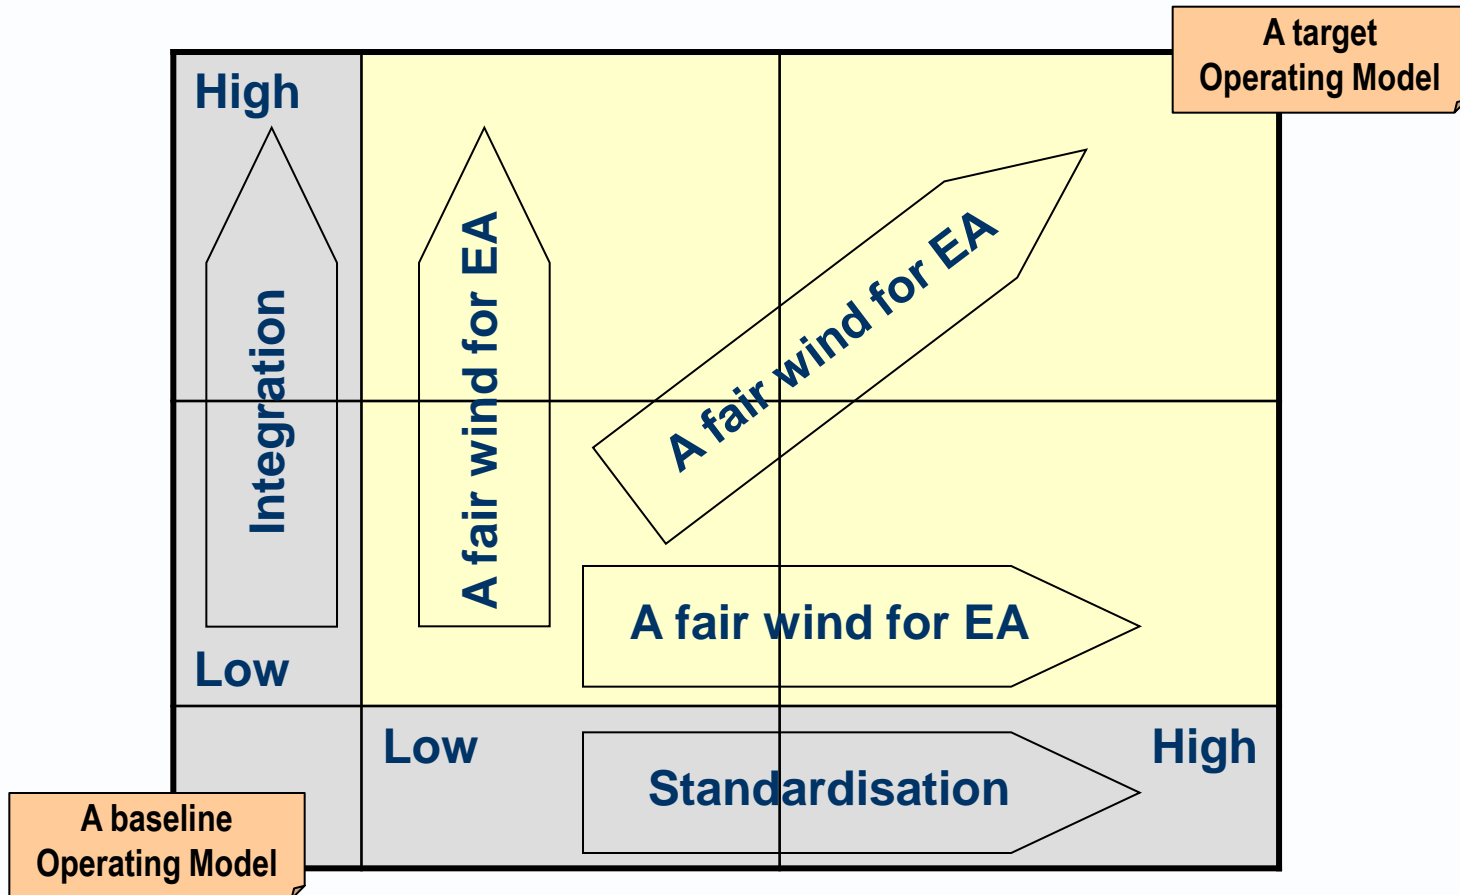 A target
Operating Model
High
Integration
A fair wind for EA
A fair wind for EA
A fair wind for EA
Low
Low
High
Standardisation
A baseline
Operating Model